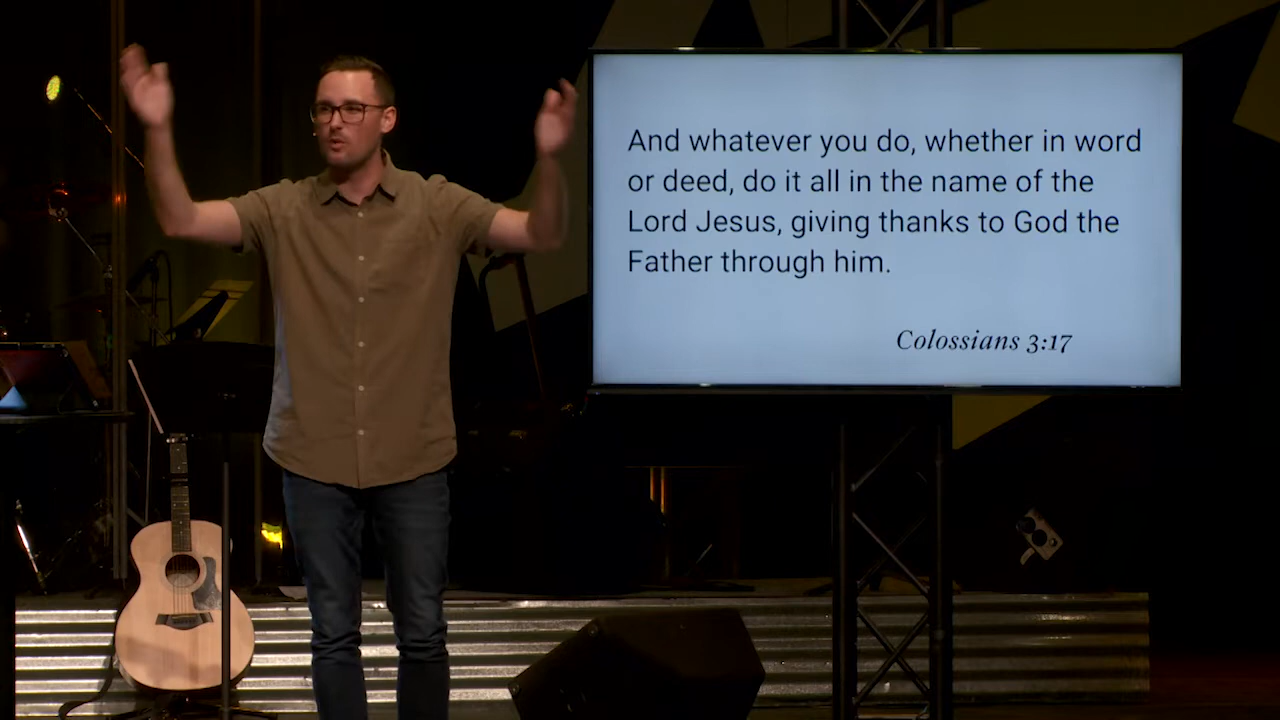 And whatever you do, whether in word
or deed, do it all in the name of the
Lord Jesus, giving thanks to God the
Father through him.
Colossians 3:17